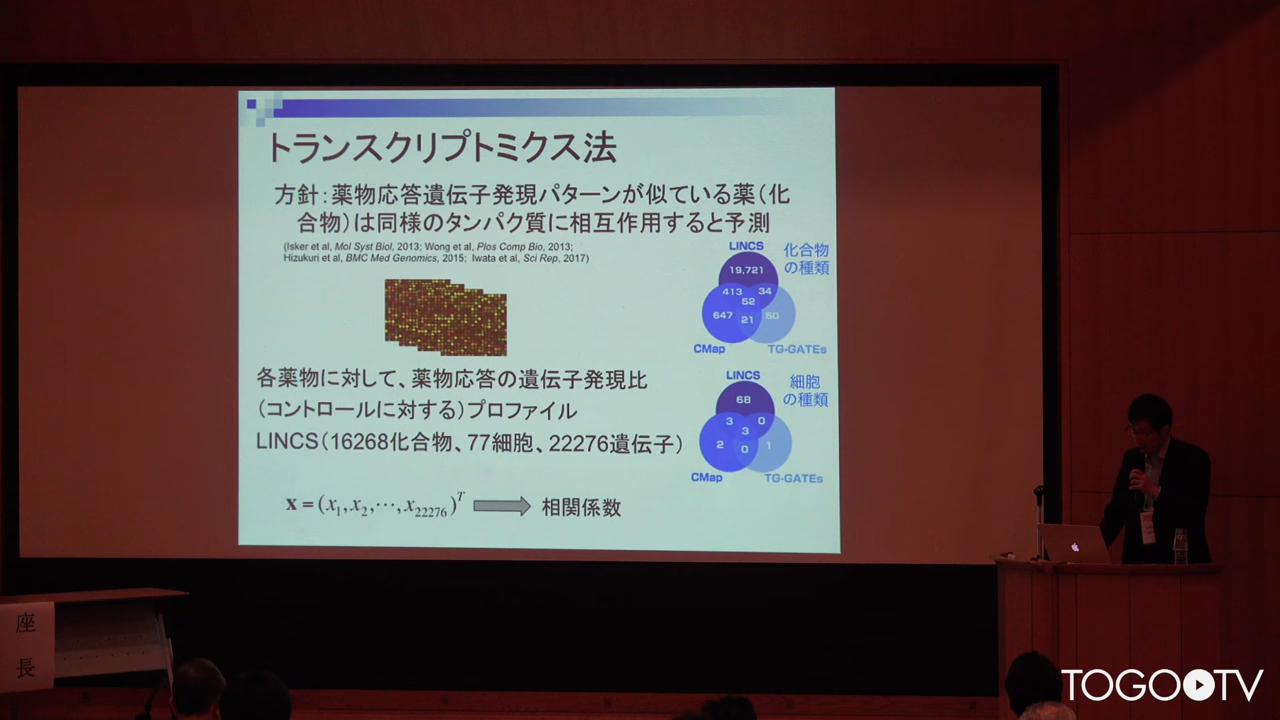 トランスクリプトミクス法
方針：薬物応答遺伝子発現パターンが似ている薬（化
合物）は同様のタンパク質に相互作用すると予測
(Isker et al, Mol Syst Biol, 2013; Wong et al, Plos Comp Bio, 2013;
Hizukuri et al, BMC Med Genomics, 2015; Iwata et al, Sci Rep, 2017)
LINCS
化合物
の種類
19,721
413
34
52
647
21
60
CMap
TG-GATEs
各薬物に対して、薬物応答の遺伝子発現比
（コントロールに対する）プロファイル
LINCS（16268化合物、77細胞、22276遺伝子）
LINCS
細胞
の種類
68
3
0
3
2
0
1
CMap
TG-GATEs
x = (x1, x2, ⋯, x22276)T
相関係数
座
長
TOGO TV